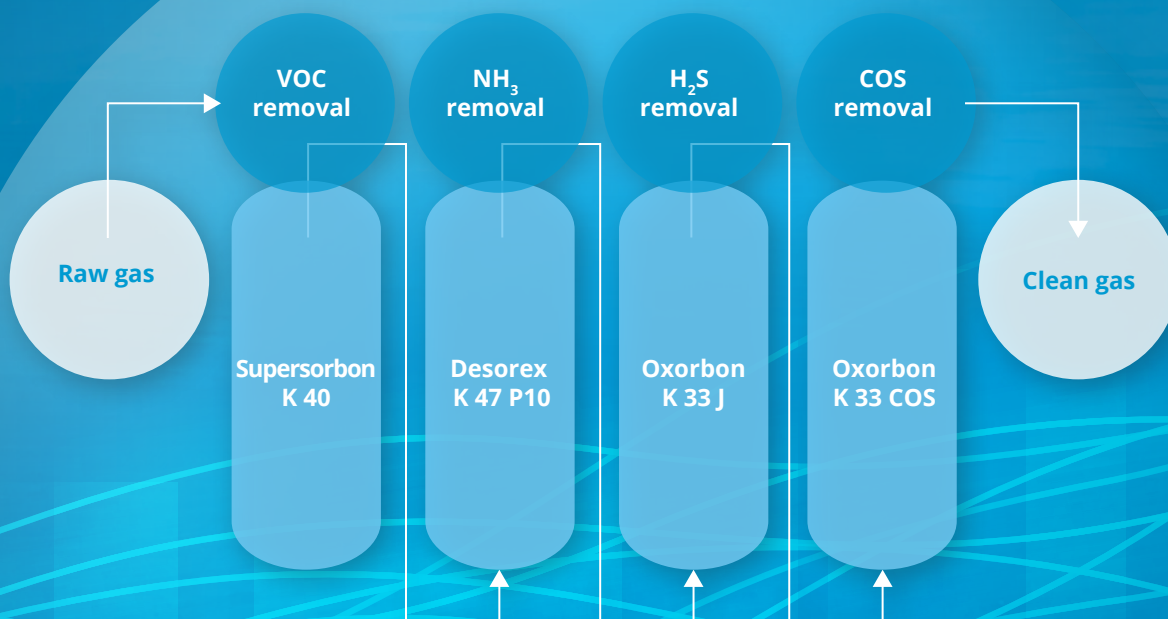 VOC
removal
NH₃
removal
H₂S
removal
COS
removal
Raw gas
Clean gas
Supersorbon
K 40
Desorex
K 47 P10
Oxorbon
K 33 J
Oxorbon
K 33 COS